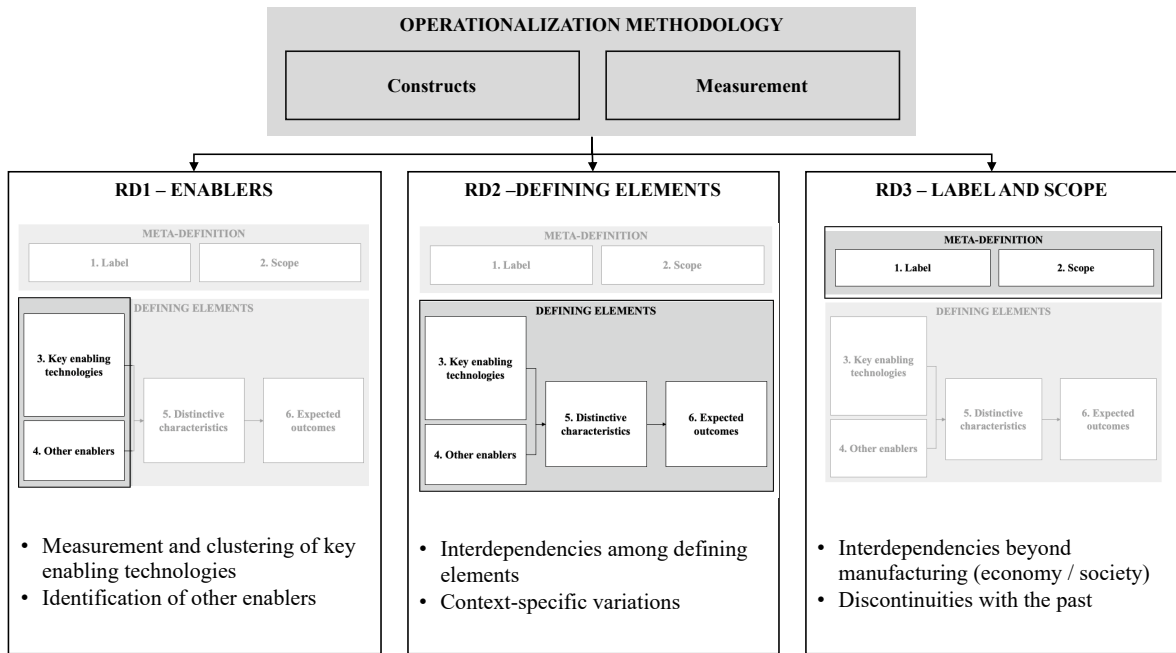 OPERATIONALIZATION METHODOLOGY
Constructs
Measurement
RD1 – ENABLERS
META-DEFINITION
1. Label
2. Scope
DEFINING ELEMENTS
3. Key enabling
technologies
4. Other enablers
5. Distinctive
characteristics
6. Expected
outcomes
• Measurement and clustering of key
enabling technologies
• Identification of other enablers
RD2 –DEFINING ELEMENTS
META-DEFINITION
1. Label
2. Scope
DEFINING ELEMENTS
3. Key enabling
technologies
4. Other enablers
5. Distinctive
characteristics
6. Expected
outcomes
• Interdependencies among defining
elements
• Context-specific variations
RD3 – LABEL AND SCOPE
META-DEFINITION
1. Label
2. Scope
DEFINING ELEMENTS
3. Key enabling
technologies
4. Other enablers
5. Distinctive
characteristics
6. Expected
outcomes
• Interdependencies beyond
manufacturing (economy / society)
• Discontinuities with the past